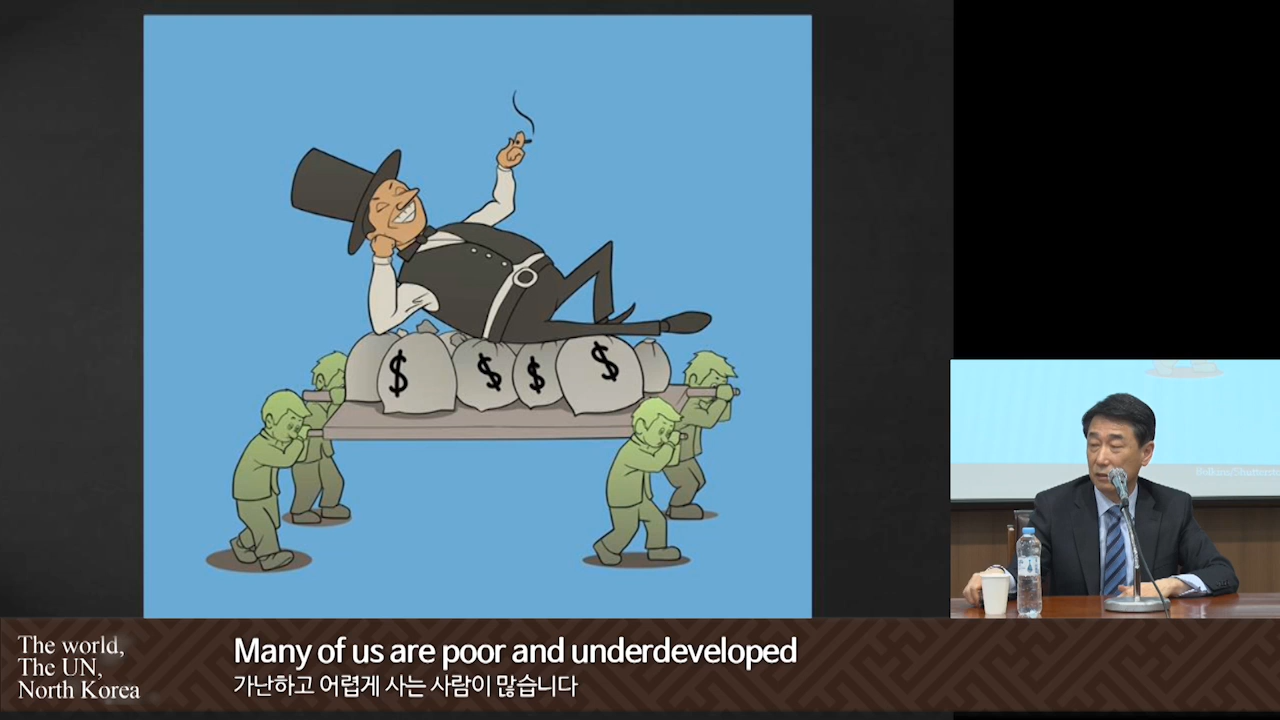 $ $ $ $
The world,
The UN,
North Korea
Many of us are poor and underdeveloped
가난하고 어렵게 사는 사람이 많습니다